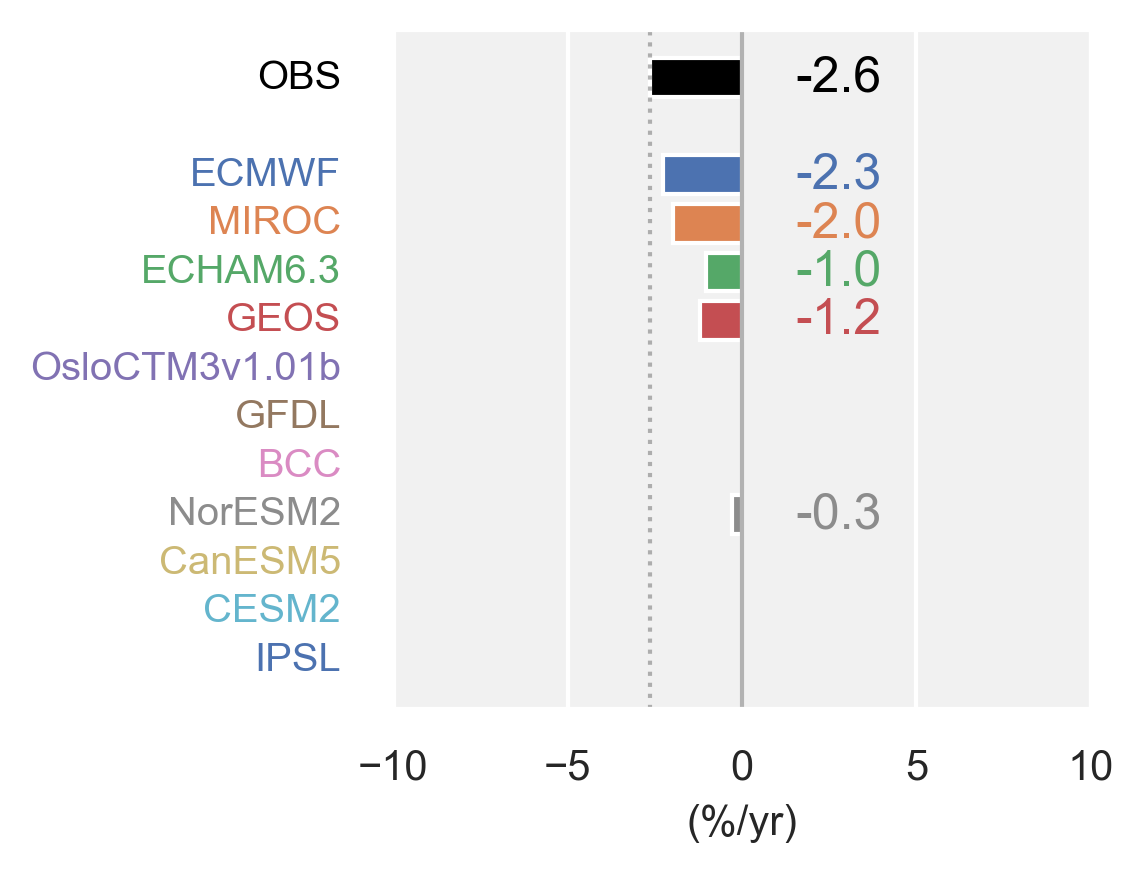 OBS -2.6
ECMWF -2.3
MIROC -2.0
ECHAM6.3 -1.0
GEOS -1.2
OsloCTM3v1.01b
GFDL
BCC
NorESM2 -0.3
CanESM5
CESM2
IPSL
−10 −5 0 5 10
(%/yr)